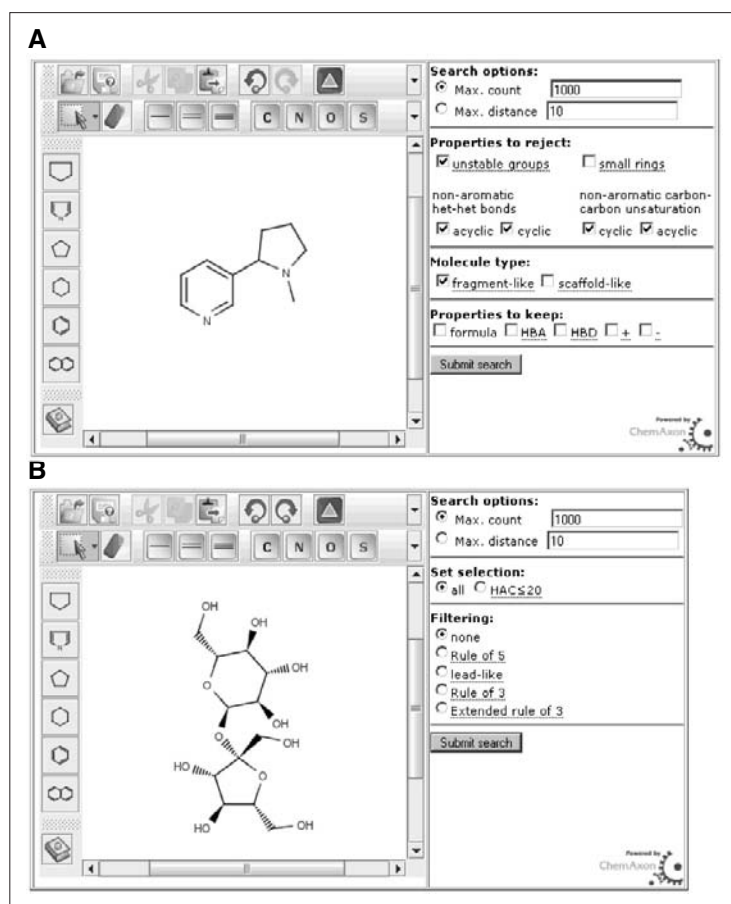 A
C N O S
N
N
N
Search options:
Max. count 1000
Max. distance 10
Properties to reject:
unstable groups small rings
non-aromatic
het-het bonds
non-aromatic carbon-
carbon unsaturation
acyclic cyclic cyclic acyclic
Molecule type:
fragment-like scaffold-like
Properties to keep:
formula HBA HBD + -
Submit search
Powered by
ChemAxon
B
C N O S
N
OH
OH
OH
O
OH
O
OH
HO
O
HO
OH
Search options:
Max. count 1000
Max. distance 10
Set selection:
all HAC≤20
Filtering:
none
Rule of 5
lead-like
Rule of 3
Extended rule of 3
Submit search
Powered by
ChemAxon